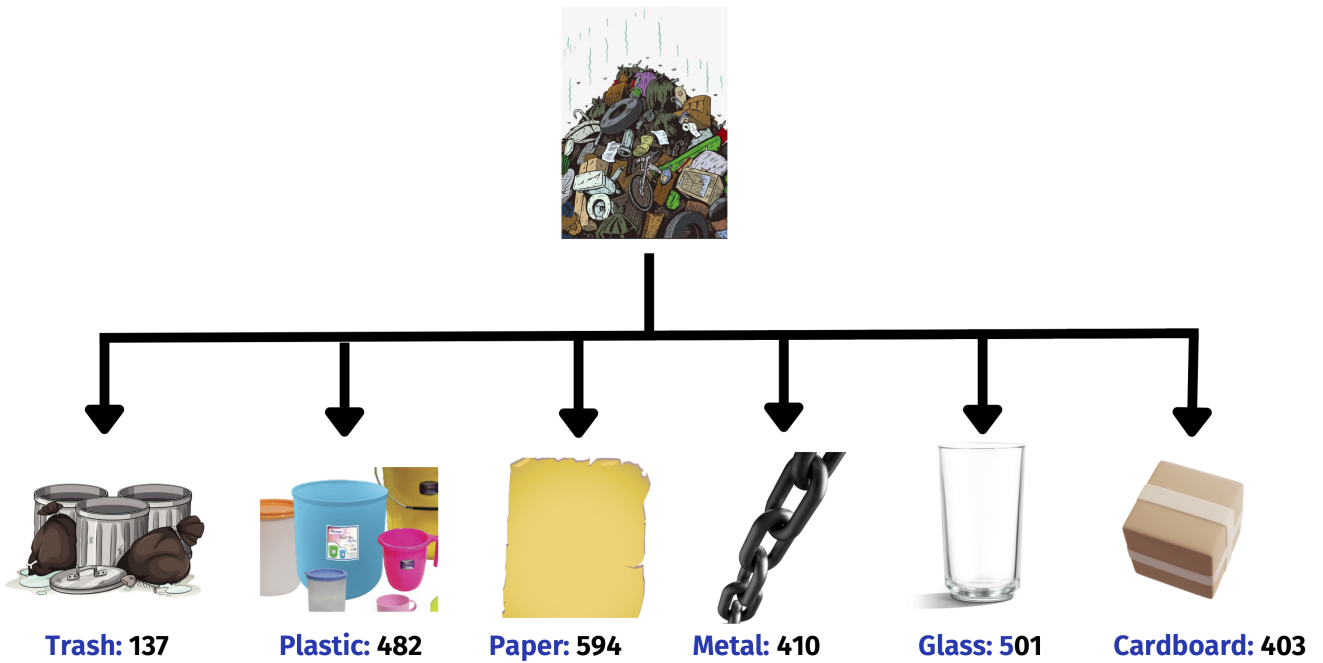 Trash: 137
Plastic: 482
Paper: 594
Metal: 410
Glass: 501
Cardboard: 403